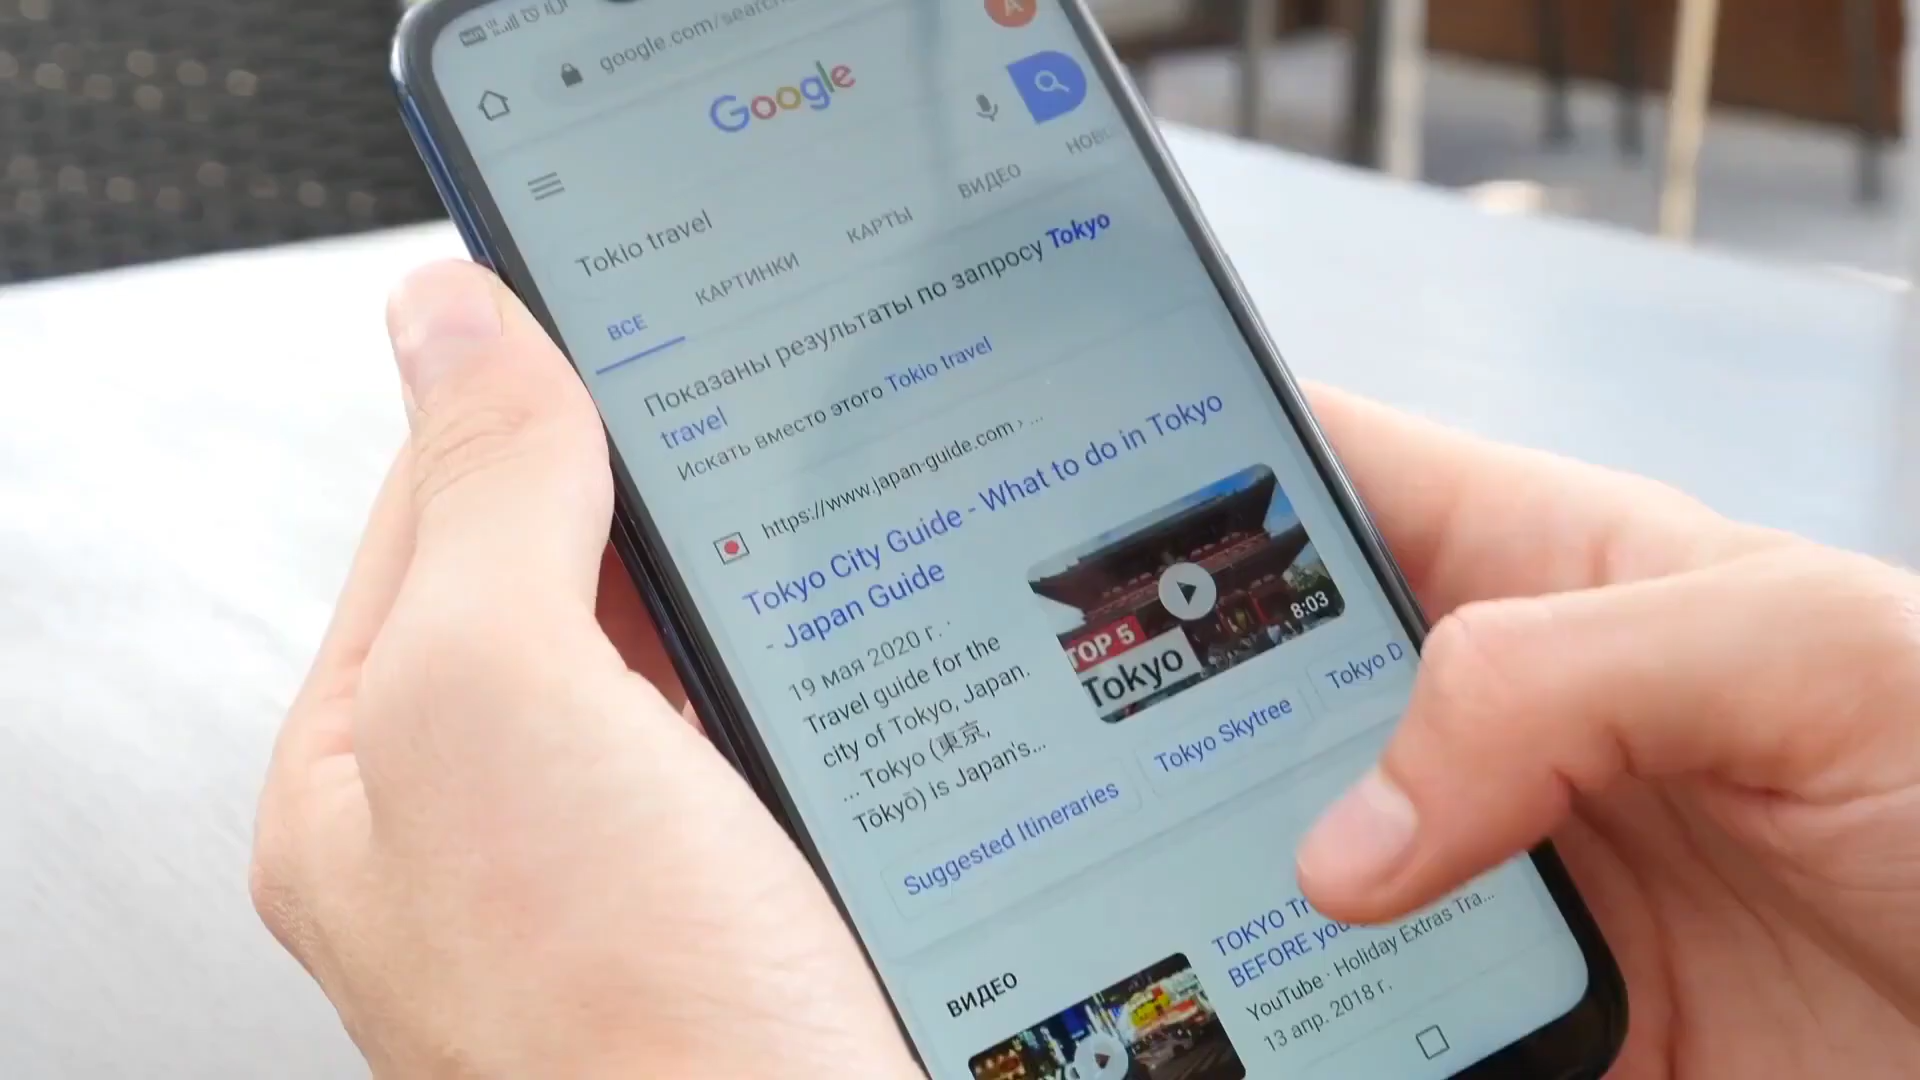 google.com/search
A
Google
Tokio travel
ВСЕ
КАРТИНКИ
КАРТЫ
ВИДЕО
Показаны результаты по запросу Tokyo
travel
Искать вместо этого Tokio travel
https://www.japan-guide.com › ...
Tokyo City Guide - What to do in Tokyo
- Japan Guide
19 мая 2020 г. ·
Travel guide for the
city of Tokyo, Japan.
... Tokyo (東京,
Tōkyō) is Japan's...
TOP 5
Tokyo
8:03
Suggested Itineraries
Tokyo Skytree
Tokyo D
ВИДЕО
TOKYO
BEFORE
YouTube · Holiday Extras Tra...
13 апр. 2018 г.